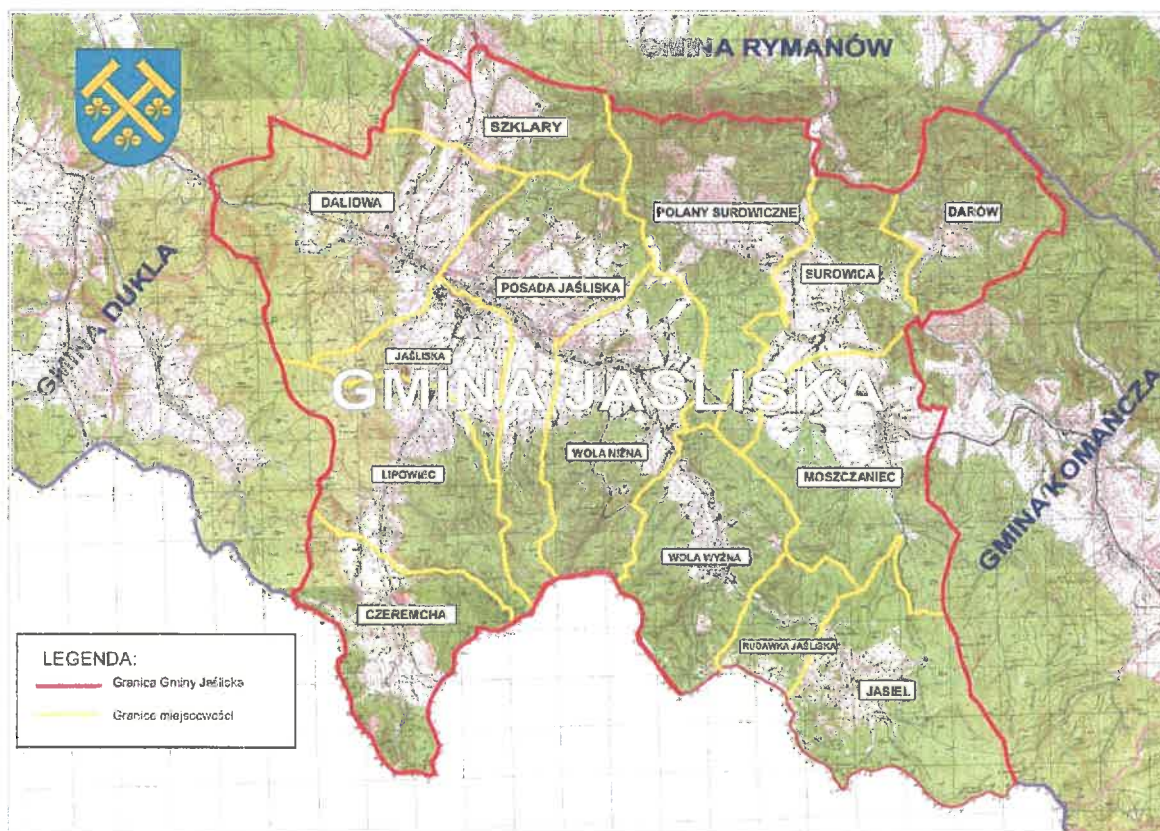 GMINA RYMANÓW
SZKLARY
DALIOWA
POLANY SUROWICZNE
DARÓW
GMINA DUKLA
SUROWICA
POSADA JAŚLISKA
JAŚLISKA
GMINA JAŚLISKA
GMINA KOMAŃCZA
LIPOWIEC
WOLA NIŻNA
MOSZCZANIEC
WOLA WYŻNA
CZEREMCHA
RUDAWKA JAŚLISKA
JASIEL
LEGENDA:
Granica Gminy Jaśliska
Granice miejscowości